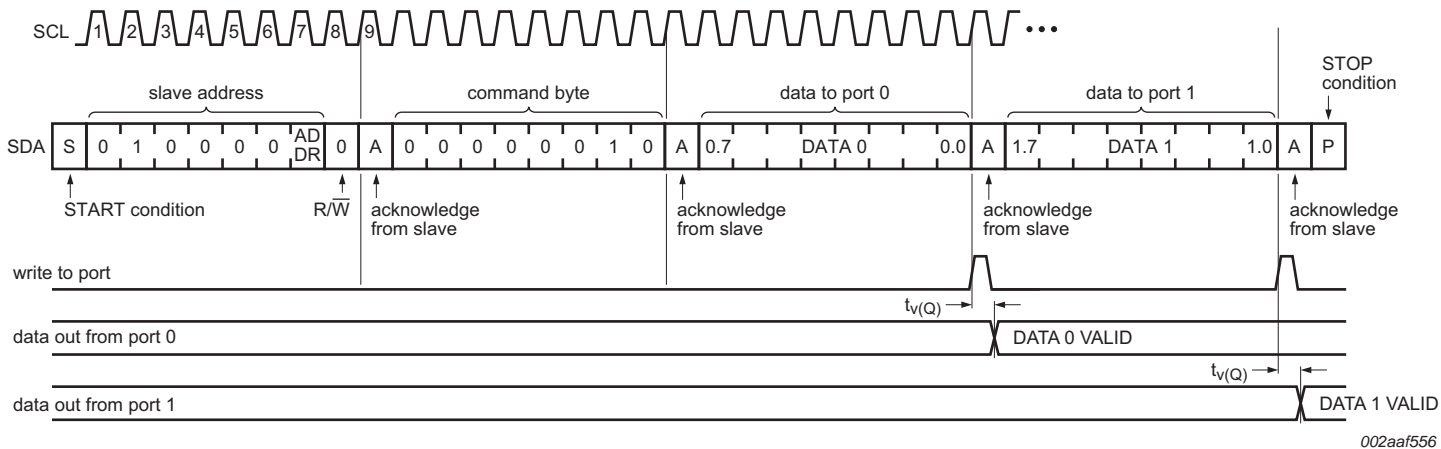 SCL 1 2 3 4 5 6 7 8 9 •••
STOP
condition
slave address command byte data to port 0 data to port 1
SDA S 0 1 0 0 0 0 AD DR 0 A 0 0 0 0 0 0 1 0 A 0.7 DATA 0 0.0 A 1.7 DATA 1 1.0 A P
START condition R/W̅ acknowledge from slave acknowledge from slave acknowledge from slave acknowledge from slave
write to port
tv(Q)
data out from port 0 DATA 0 VALID
tv(Q)
data out from port 1 DATA 1 VALID
002aaf556